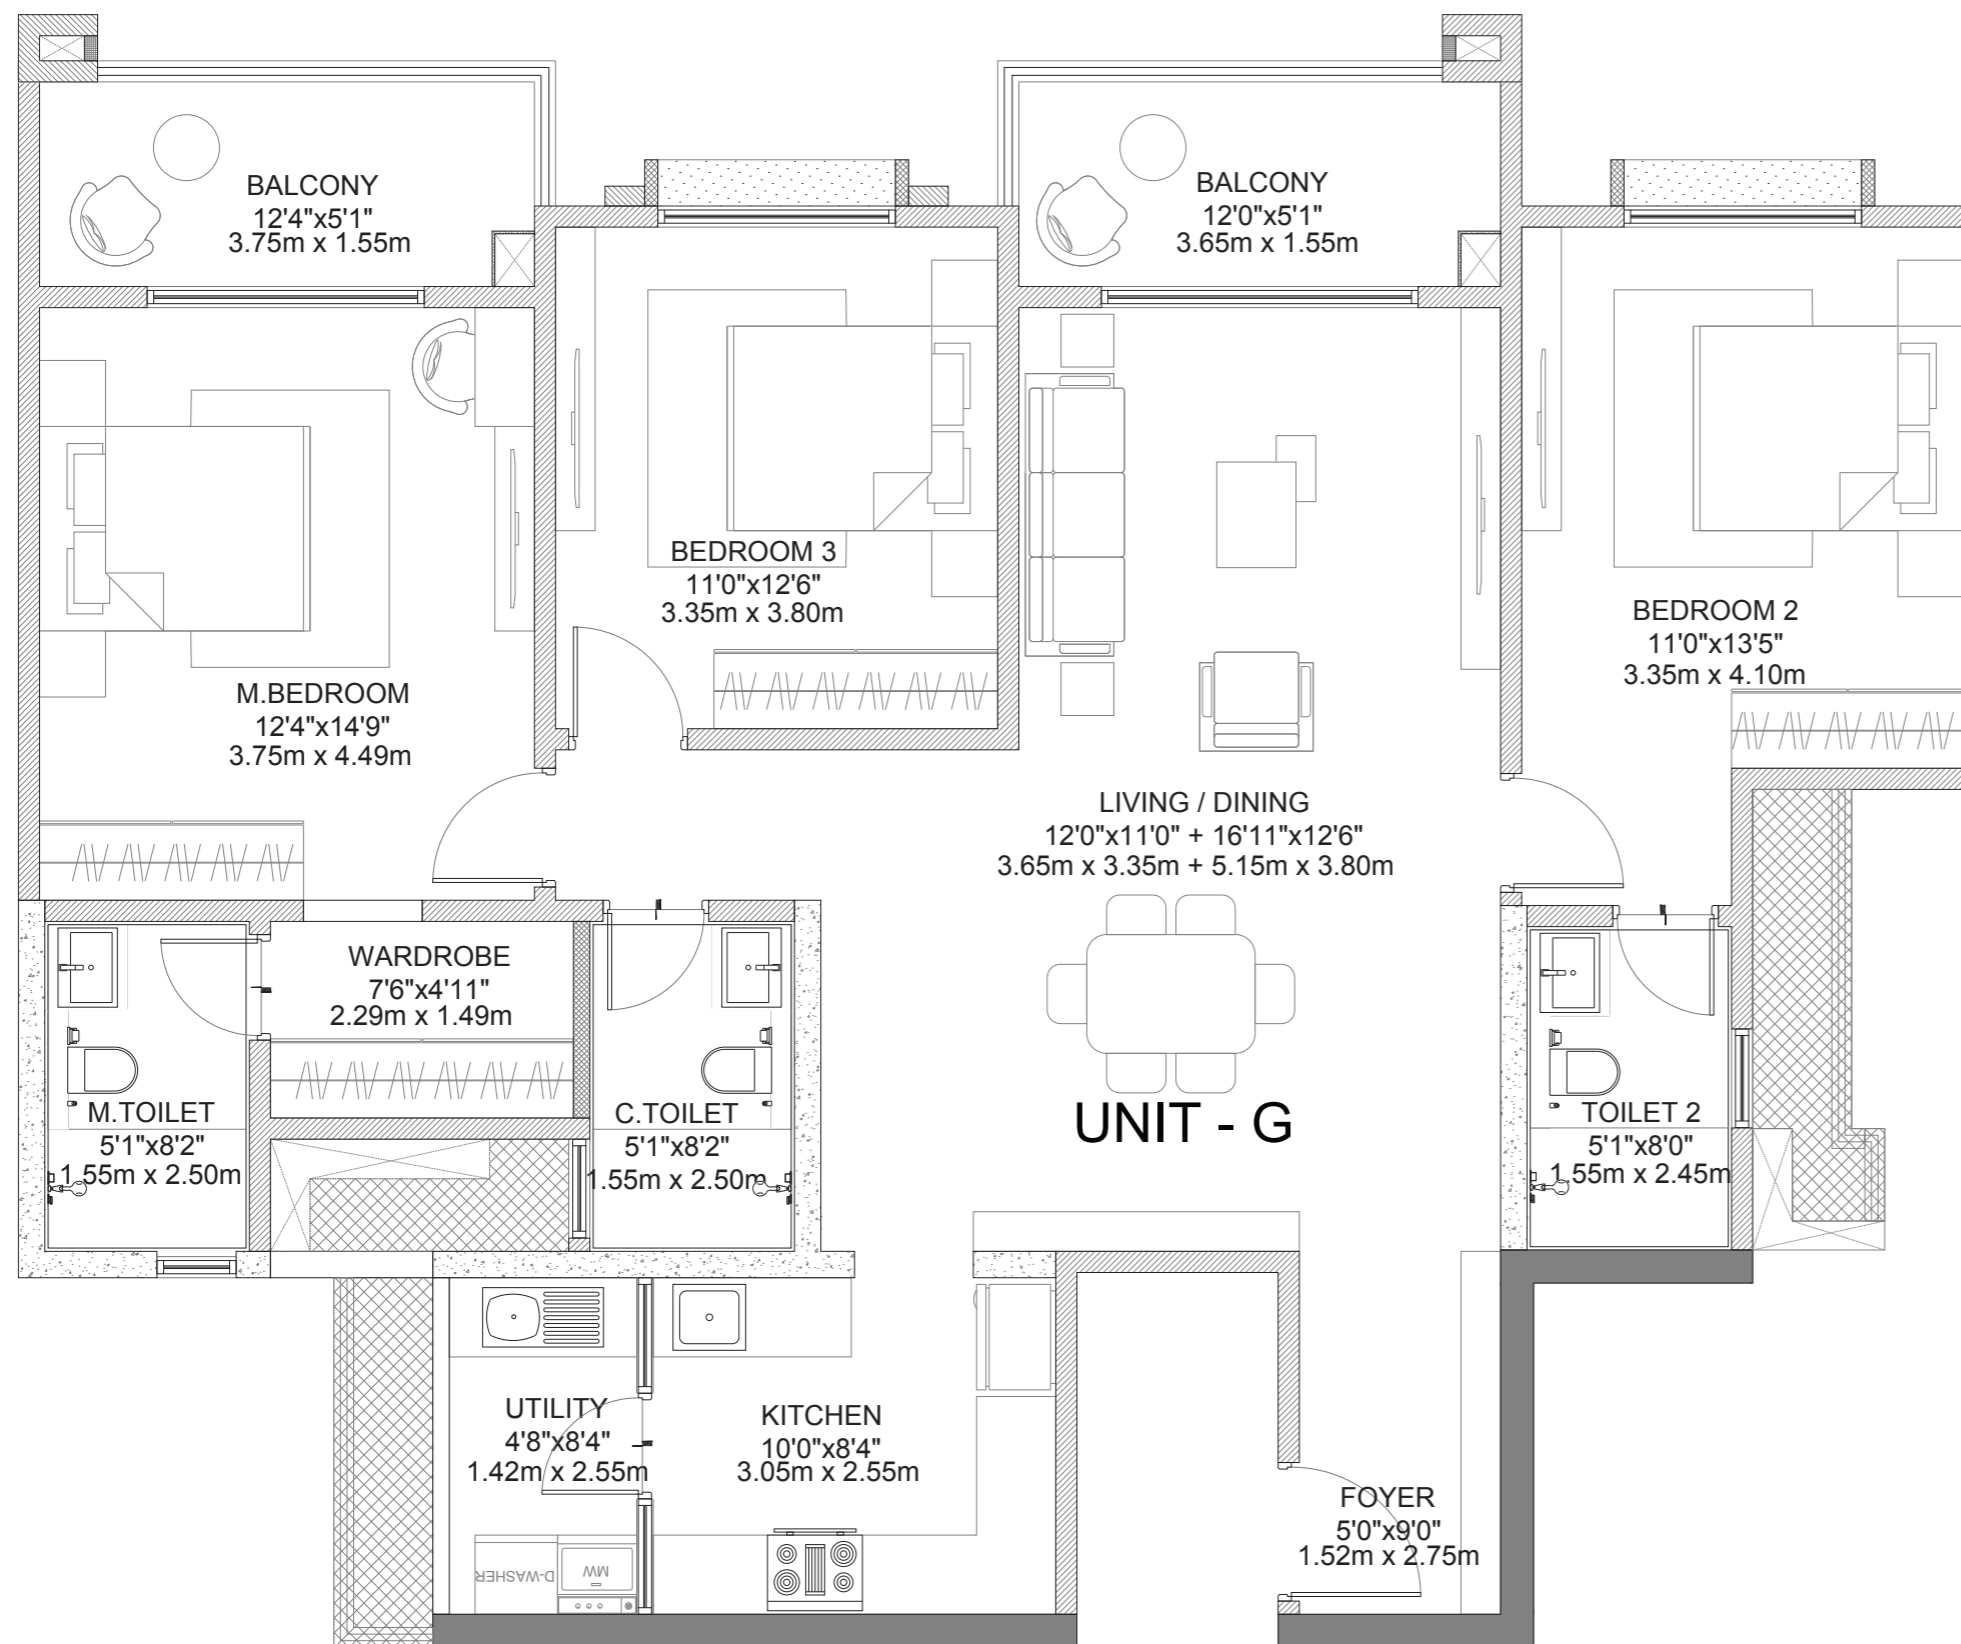 BALCONY
12'4"x5'1"
3.75m x 1.55m
BALCONY
12'0"x5'1"
3.65m x 1.55m
BEDROOM 3
11'0"x12'6"
3.35m x 3.80m
BEDROOM 2
11'0"x13'5"
3.35m x 4.10m
M.BEDROOM
12'4"x14'9"
3.75m x 4.49m
LIVING / DINING
12'0"x11'0" + 16'11"x12'6"
3.65m x 3.35m + 5.15m x 3.80m
WARDROBE
7'6"x4'11"
2.29m x 1.49m
M.TOILET
5'1"x8'2"
1.55m x 2.50m
C.TOILET
5'1"x8'2"
1.55m x 2.50m
UNIT - G
TOILET 2
5'1"x8'0"
1.55m x 2.45m
UTILITY
4'8"x8'4"
1.42m x 2.55m
KITCHEN
10'0"x8'4"
3.05m x 2.55m
FOYER
5'0"x9'0"
1.52m x 2.75m
D-WASHER
MW